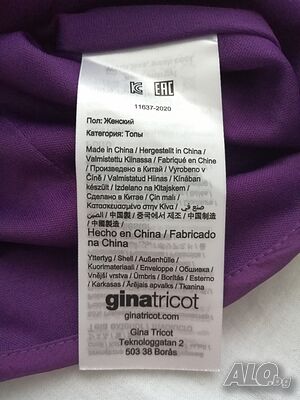 EAC
11637-2020
Пол: Женский
Категория: Топы
Made in China / Hergestellt in China /
Valmistettu Kiinassa / Fabriqué en Chine
/ Произведено в Китай / Vyrobeno v
Číně / Valmistatud Hiinas / Kínában
készült / Izdelano na Kitajskem /
Сделано в Китае / Çin malı /
Κατασκευασμένο στην Κίνα / صنع في
الصين / 中国製 / 중국에서 제조 / 中国制造
/ 中國製造 /
Hecho en China / Fabricado
na China
Yttertyg / Shell / Außenhülle /
Kuorimateriaali / Enveloppe / Обшивка /
Vnější vrstva / Ümbris / Borítás / Esterno
/ Karkasas / Ārējais apvalks / Tkanina
ginatricot
ginatricot.com
Gina Tricot
Teknologgatan 2
503 38 Borås
ALO.bg